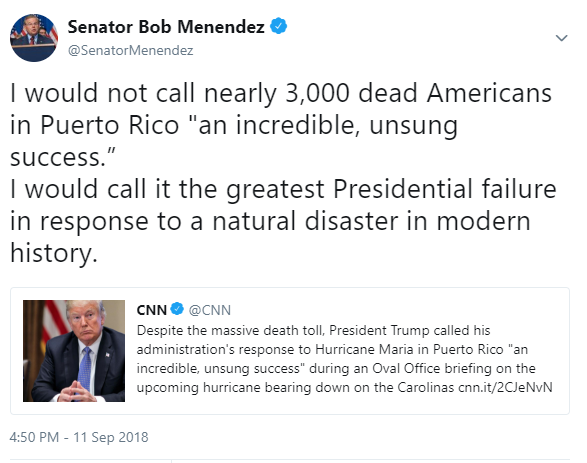 Senator Bob Menendez
@SenatorMenendez
I would not call nearly 3,000 dead Americans
in Puerto Rico "an incredible, unsung
success.”
I would call it the greatest Presidential failure
in response to a natural disaster in modern
history.
CNN @CNN
Despite the massive death toll, President Trump called his
administration's response to Hurricane Maria in Puerto Rico "an
incredible, unsung success" during an Oval Office briefing on the
upcoming hurricane bearing down on the Carolinas cnn.it/2CJeNvN
4:50 PM - 11 Sep 2018